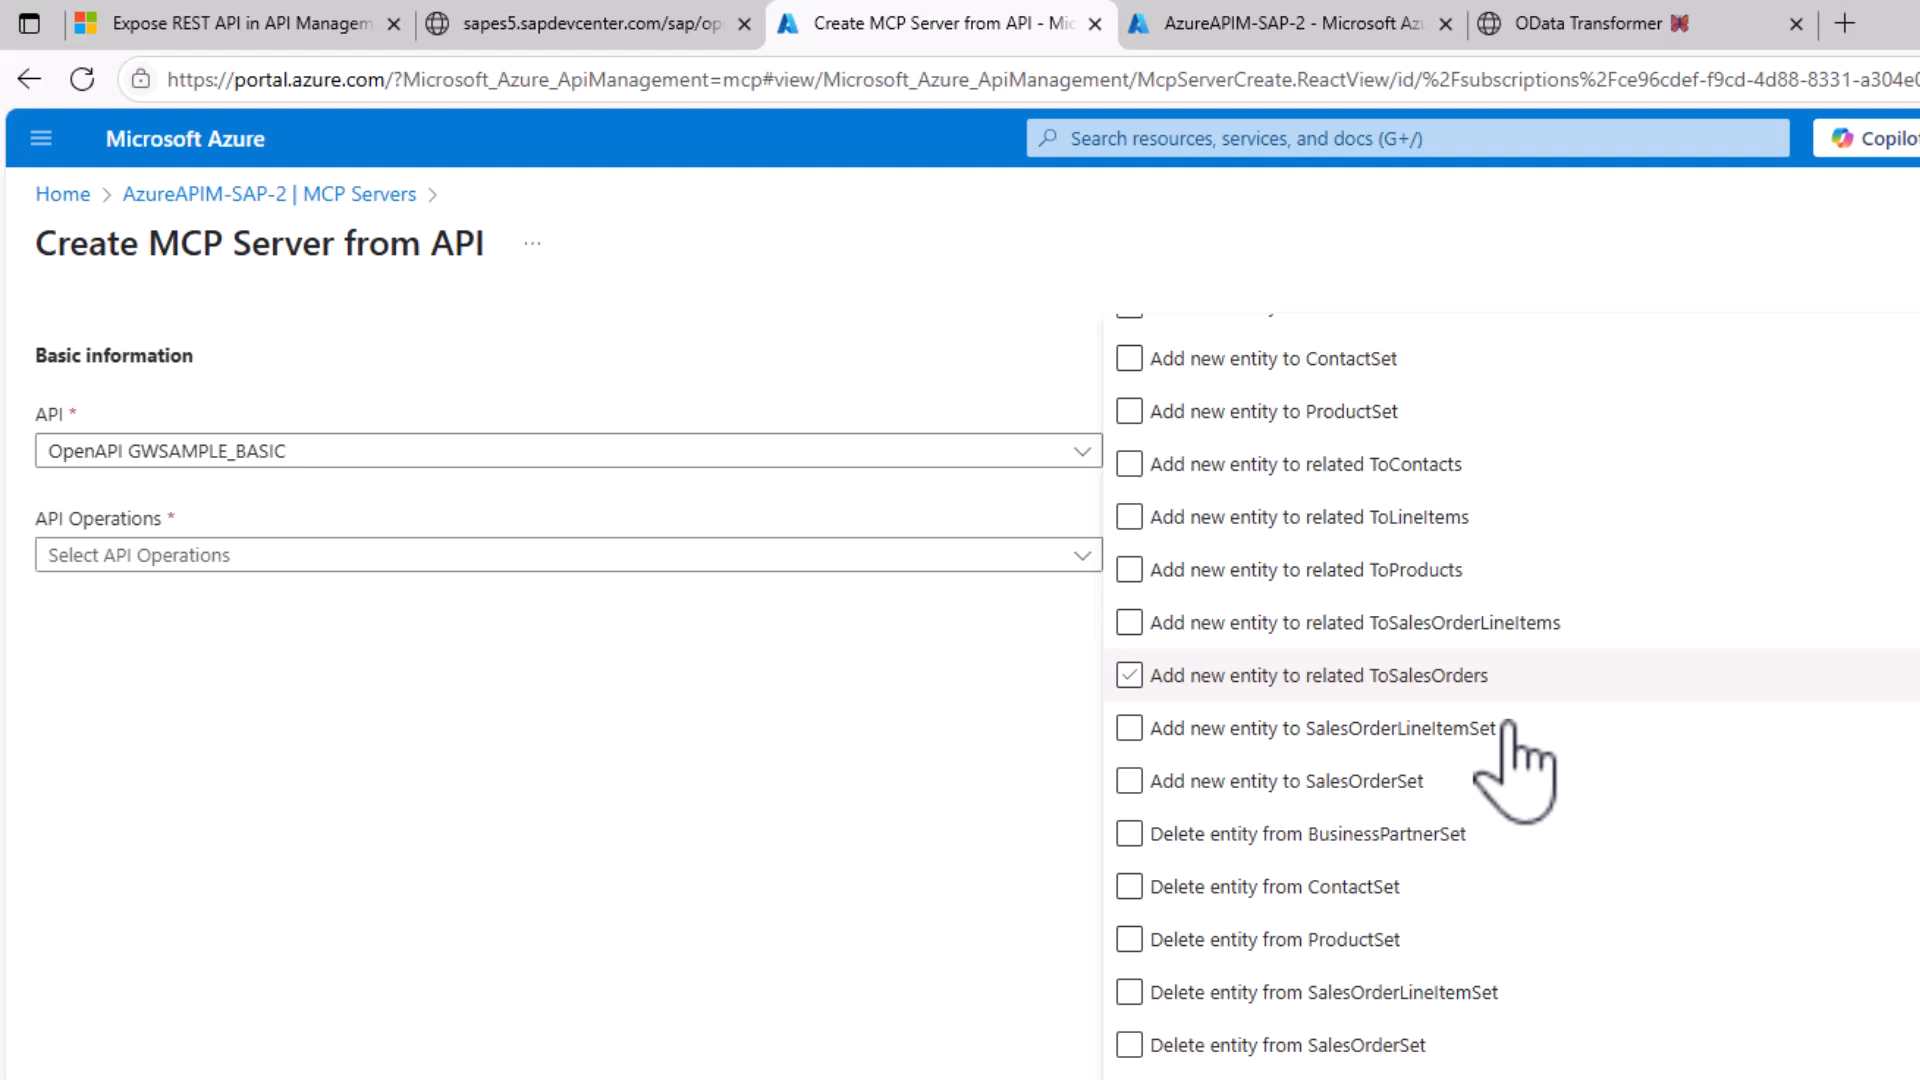 Expose REST API in API Managem
sapes5.sapdevcenter.com/sap/op
Create MCP Server from API - Mic
AzureAPIM-SAP-2 - Microsoft Az
OData Transformer
https://portal.azure.com/?Microsoft_Azure_ApiManagement=mcp#view/Microsoft_Azure_ApiManagement/McpServerCreate.ReactView/id/%2Fsubscriptions%2Fce96cdef-f9cd-4d88-8331-a304e0
Microsoft Azure
Search resources, services, and docs (G+/)
Copilot
Home > AzureAPIM-SAP-2 | MCP Servers >
Create MCP Server from API ...
Basic information
API *
OpenAPI GWSAMPLE_BASIC
API Operations *
Select API Operations
Add new entity to ContactSet
Add new entity to ProductSet
Add new entity to related ToContacts
Add new entity to related ToLineItems
Add new entity to related ToProducts
Add new entity to related ToSalesOrderLineItems
Add new entity to related ToSalesOrders
Add new entity to SalesOrderLineItemSet
Add new entity to SalesOrderSet
Delete entity from BusinessPartnerSet
Delete entity from ContactSet
Delete entity from ProductSet
Delete entity from SalesOrderLineItemSet
Delete entity from SalesOrderSet